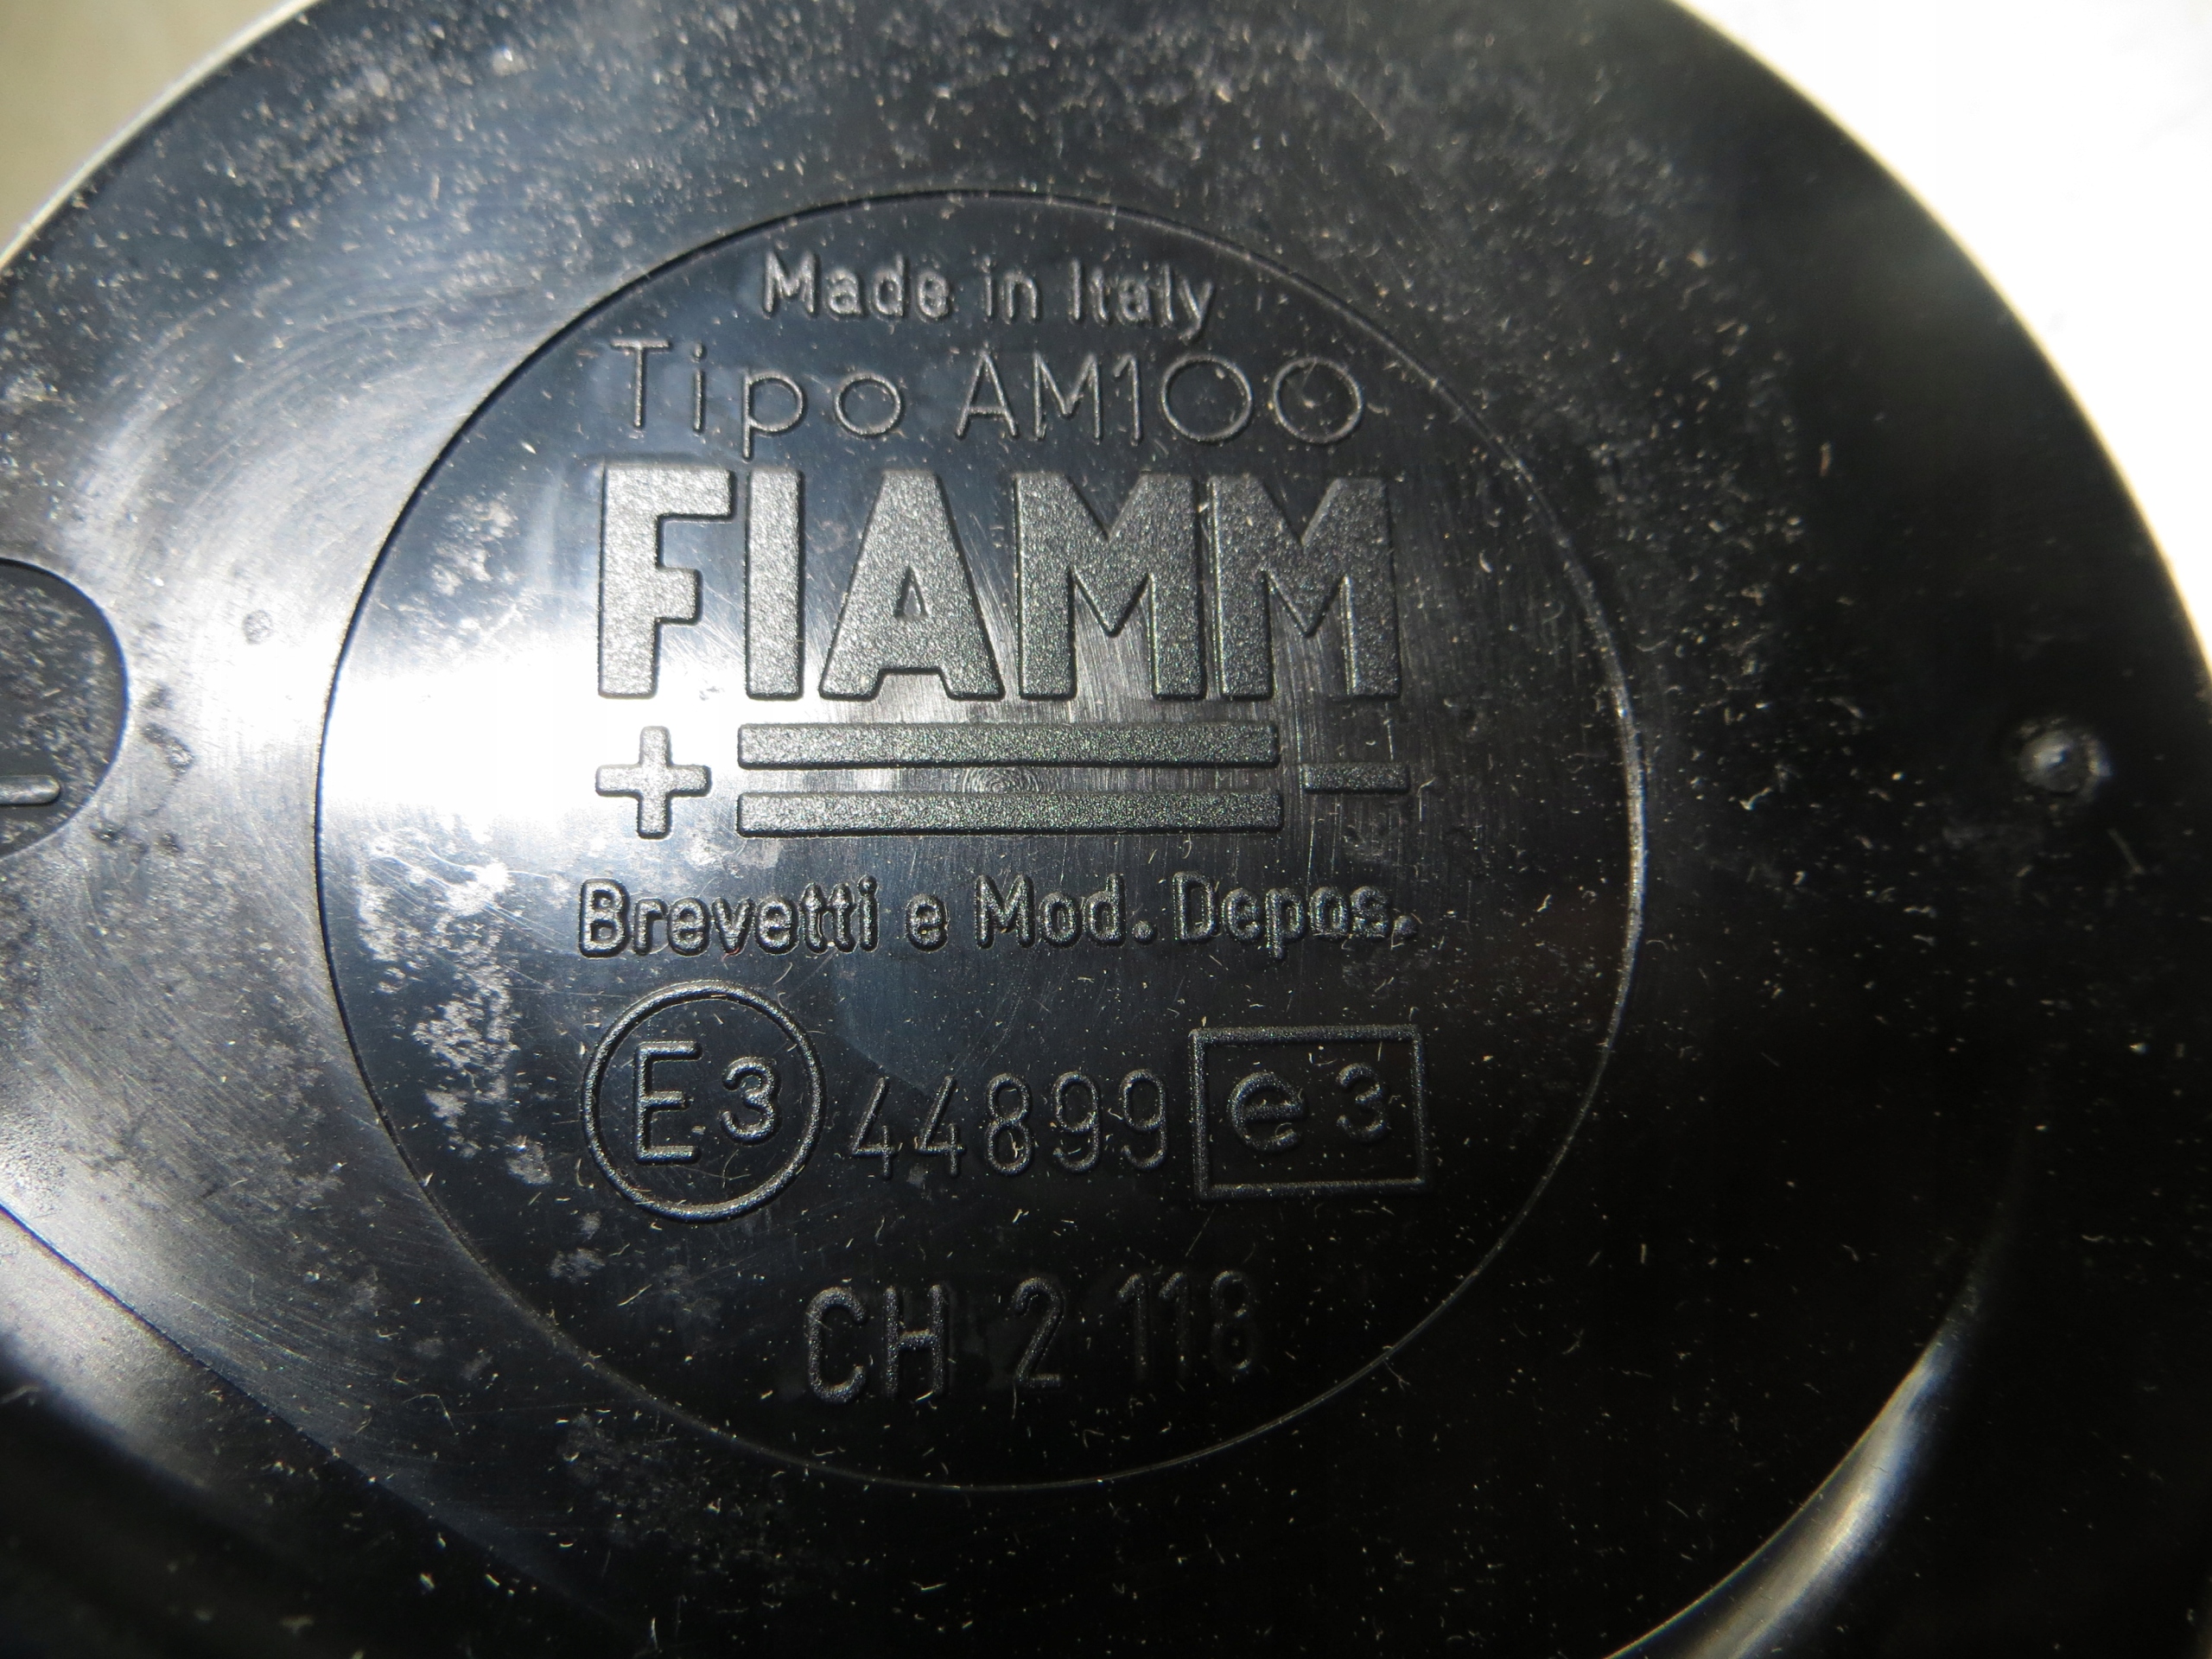 Made in Italy
Tipo AM100
FIAMM
+ −
Brevetti e Mod. Depos.
E3 44899 e3
CH 2 118